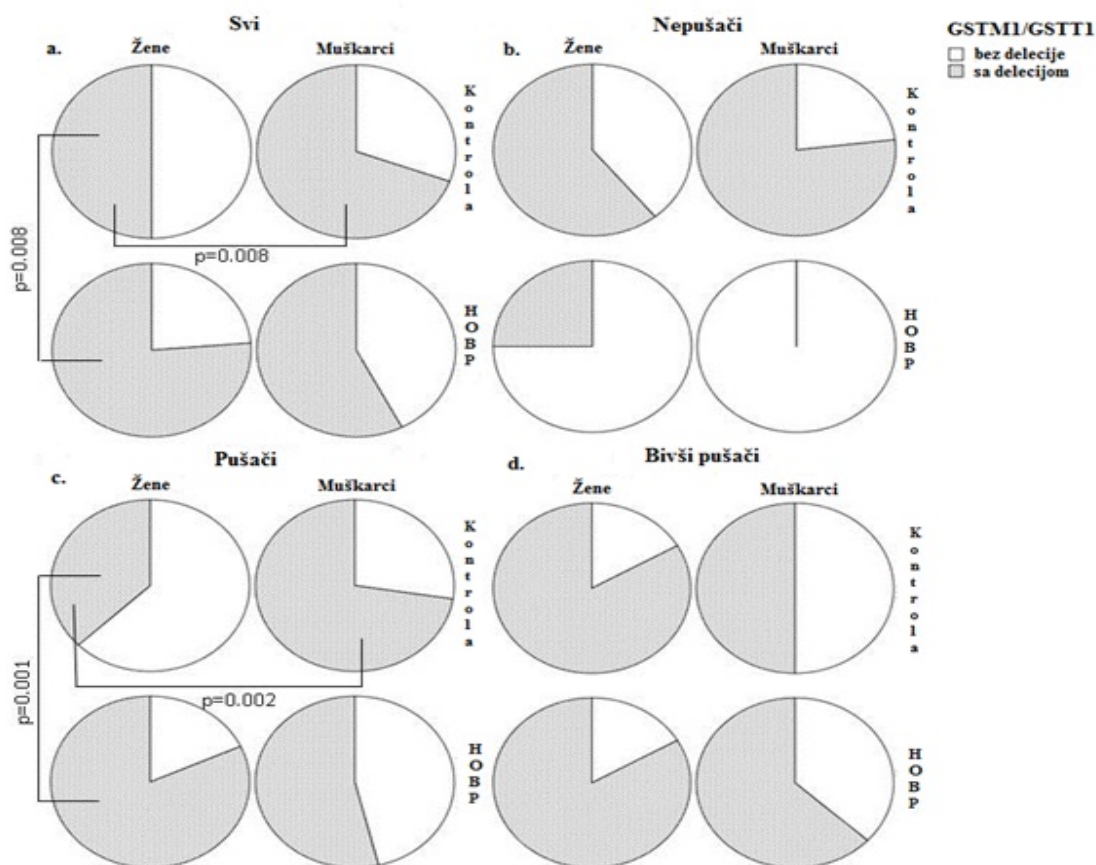 Svi
a.
Žene
Muškarci
Kontrola
p=0.008
p=0.008
HOBP
Nepušači
b.
Žene
Muškarci
Kontrola
HOBP
GSTM1/GSTT1
bez delecije
sa delecijom
Pušači
c.
Žene
Muškarci
Kontrola
p=0.001
p=0.002
HOBP
Bivši pušači
d.
Žene
Muškarci
Kontrola
HOBP